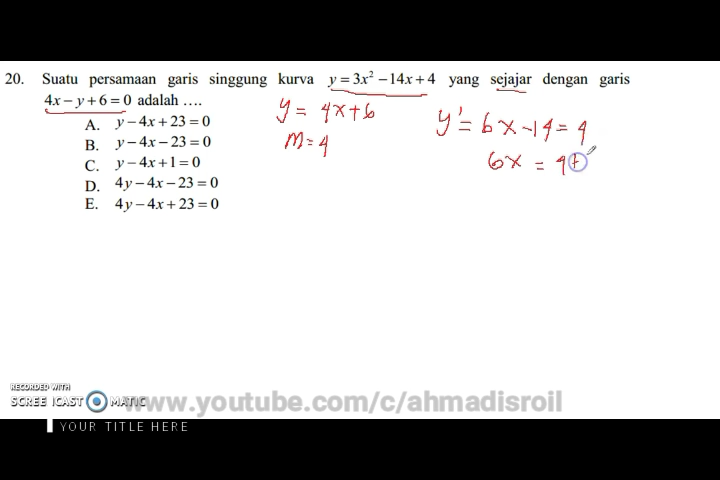 20. Suatu persamaan garis singgung kurva y = 3x² − 14x + 4 yang sejajar dengan garis
4x − y + 6 = 0 adalah ....
y = 4x + 6
m = 4
y' = 6x − 14 = 4
6x = 4+
A. y − 4x + 23 = 0
B. y − 4x − 23 = 0
C. y − 4x + 1 = 0
D. 4y − 4x − 23 = 0
E. 4y − 4x + 23 = 0
RECORDED WITH
SCREENCAST MATIC
www.youtube.com/c/ahmadisroil
YOUR TITLE HERE